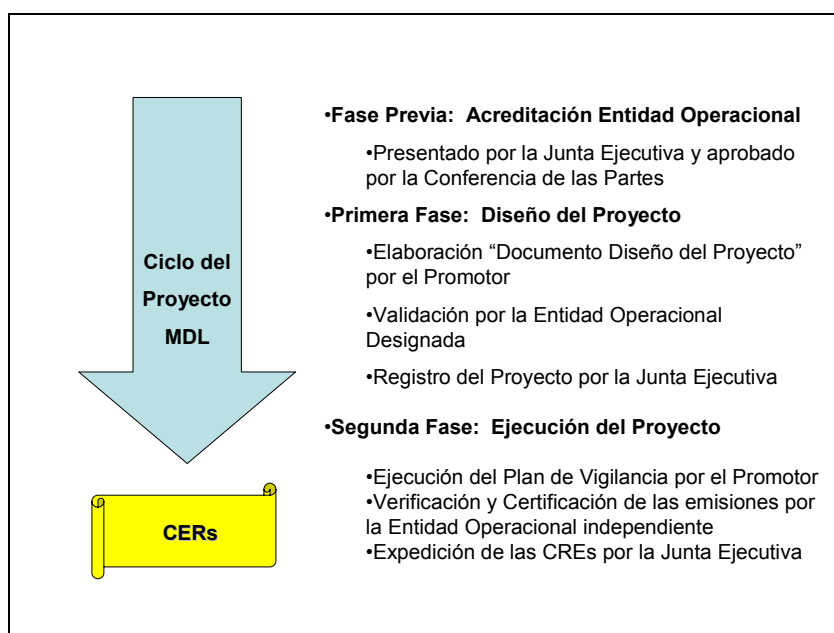 Ciclo del
Proyecto
MDL
CERs
•Fase Previa: Acreditación Entidad Operacional
•Presentado por la Junta Ejecutiva y aprobado
por la Conferencia de las Partes
•Primera Fase: Diseño del Proyecto
•Elaboración “Documento Diseño del Proyecto”
por el Promotor
•Validación por la Entidad Operacional
Designada
•Registro del Proyecto por la Junta Ejecutiva
•Segunda Fase: Ejecución del Proyecto
•Ejecución del Plan de Vigilancia por el Promotor
•Verificación y Certificación de las emisiones por
la Entidad Operacional independiente
•Expedición de las CREs por la Junta Ejecutiva